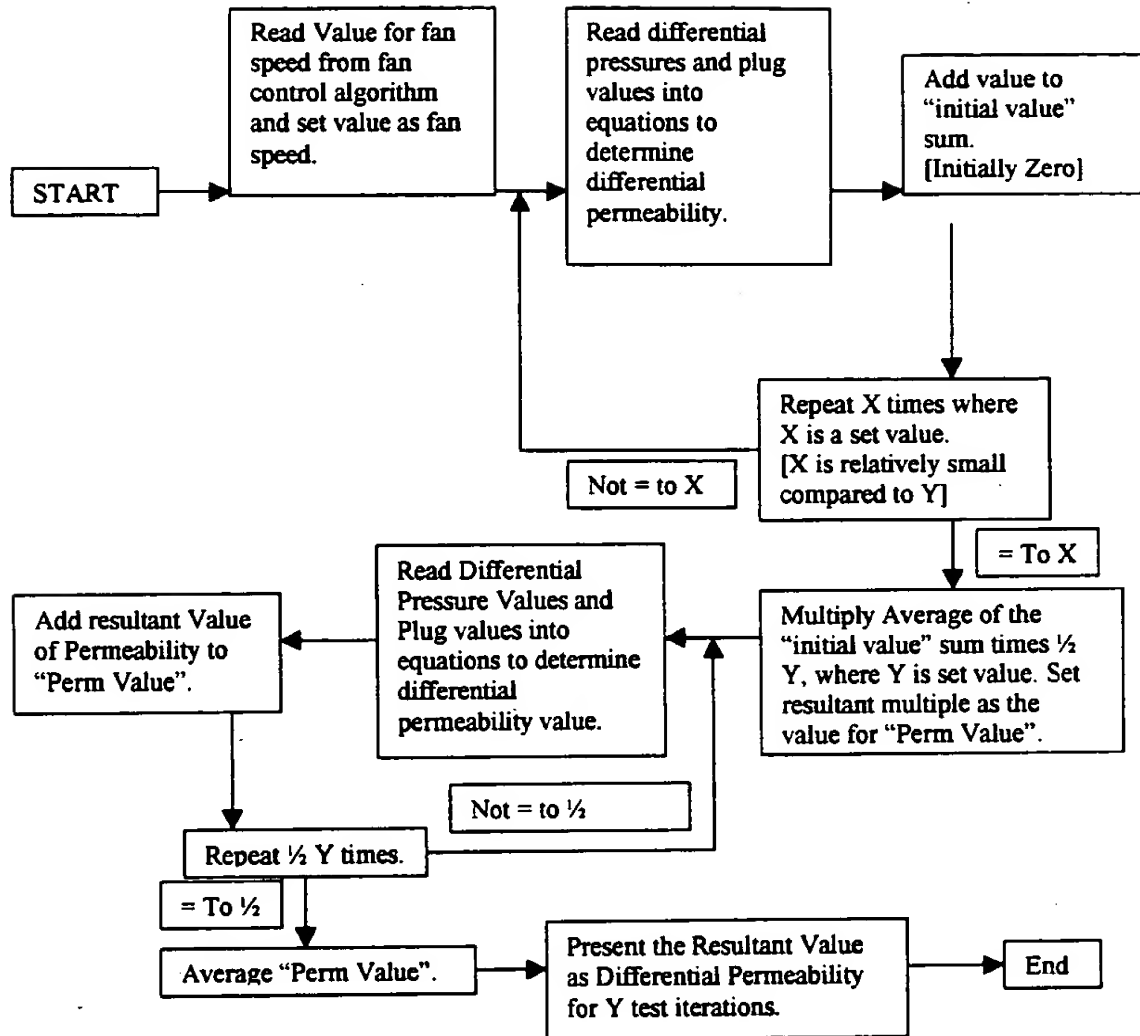 START
Read Value for fan
speed from fan
control algorithm
and set value as fan
speed.
Read differential
pressures and plug
values into
equations to
determine
differential
permeability.
Add value to
“initial value”
sum.
[Initially Zero]
Repeat X times where
X is a set value.
[X is relatively small
compared to Y]
Not = to X
= To X
Multiply Average of the
“initial value” sum times ½
Y, where Y is set value. Set
resultant multiple as the
value for “Perm Value”.
Read Differential
Pressure Values and
Plug values into
equations to determine
differential
permeability value.
Add resultant Value
of Permeability to
“Perm Value”.
Not = to ½
Repeat ½ Y times.
= To ½
Average “Perm Value”.
Present the Resultant Value
as Differential Permeability
for Y test iterations.
End